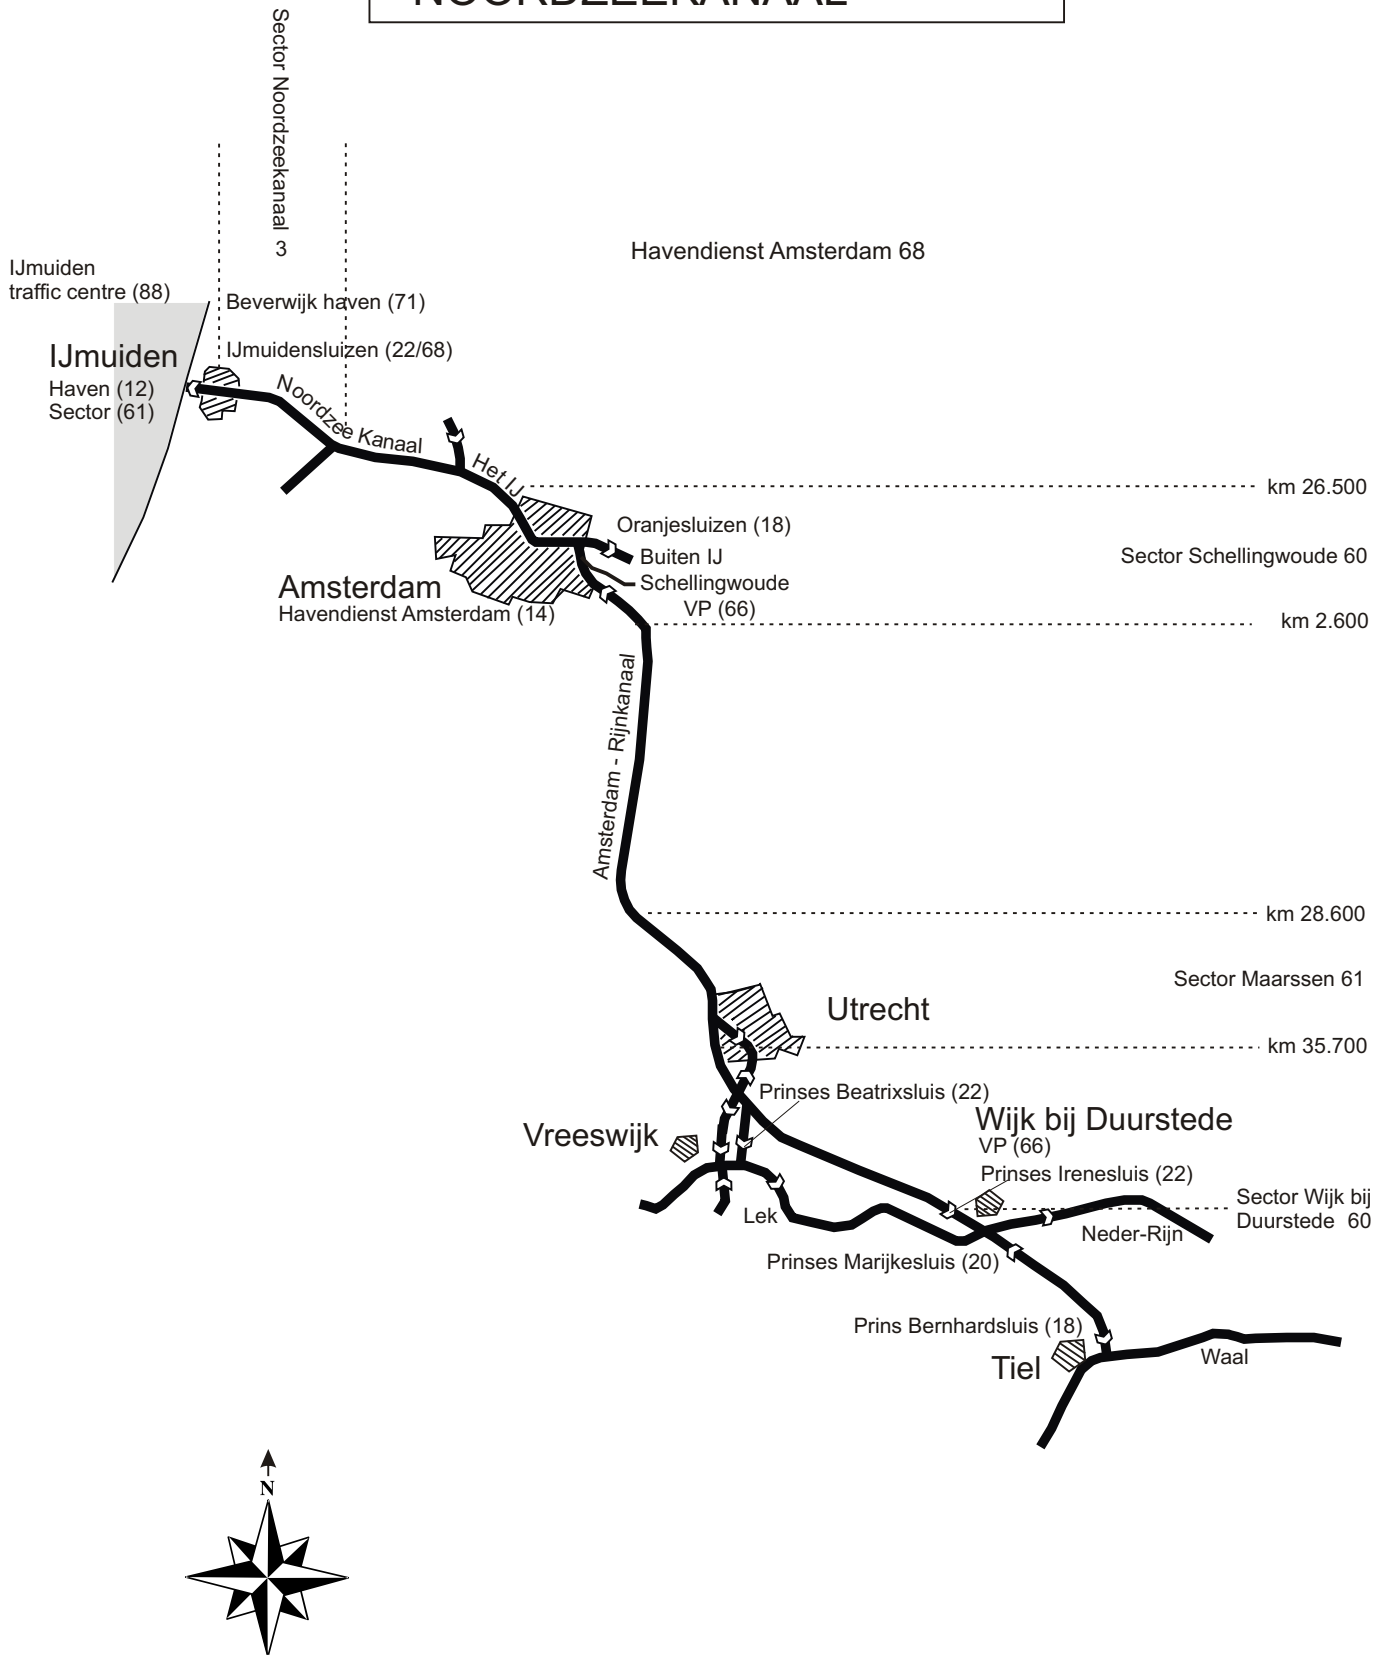 NOORDZEEKANAAL
Sector Noordzeekanaal
3
Havendienst Amsterdam 68
IJmuiden
traffic centre (88)
Beverwijk haven (71)
IJmuidensluizen (22/68)
IJmuiden
Haven (12)
Sector (61)
Noordzee Kanaal
Het IJ
km 26.500
Oranjesluizen (18)
Buiten IJ
Sector Schellingwoude 60
Schellingwoude
VP (66)
Amsterdam
Havendienst Amsterdam (14)
km 2.600
Amsterdam - Rijnkanaal
km 28.600
Sector Maarssen 61
Utrecht
km 35.700
Prinses Beatrixsluis (22)
Vreeswijk
Wijk bij Duurstede
VP (66)
Prinses Irenesluis (22)
Sector Wijk bij
Duurstede 60
Lek
Neder-Rijn
Prinses Marijkesluis (20)
Prins Bernhardsluis (18)
Tiel
Waal
N